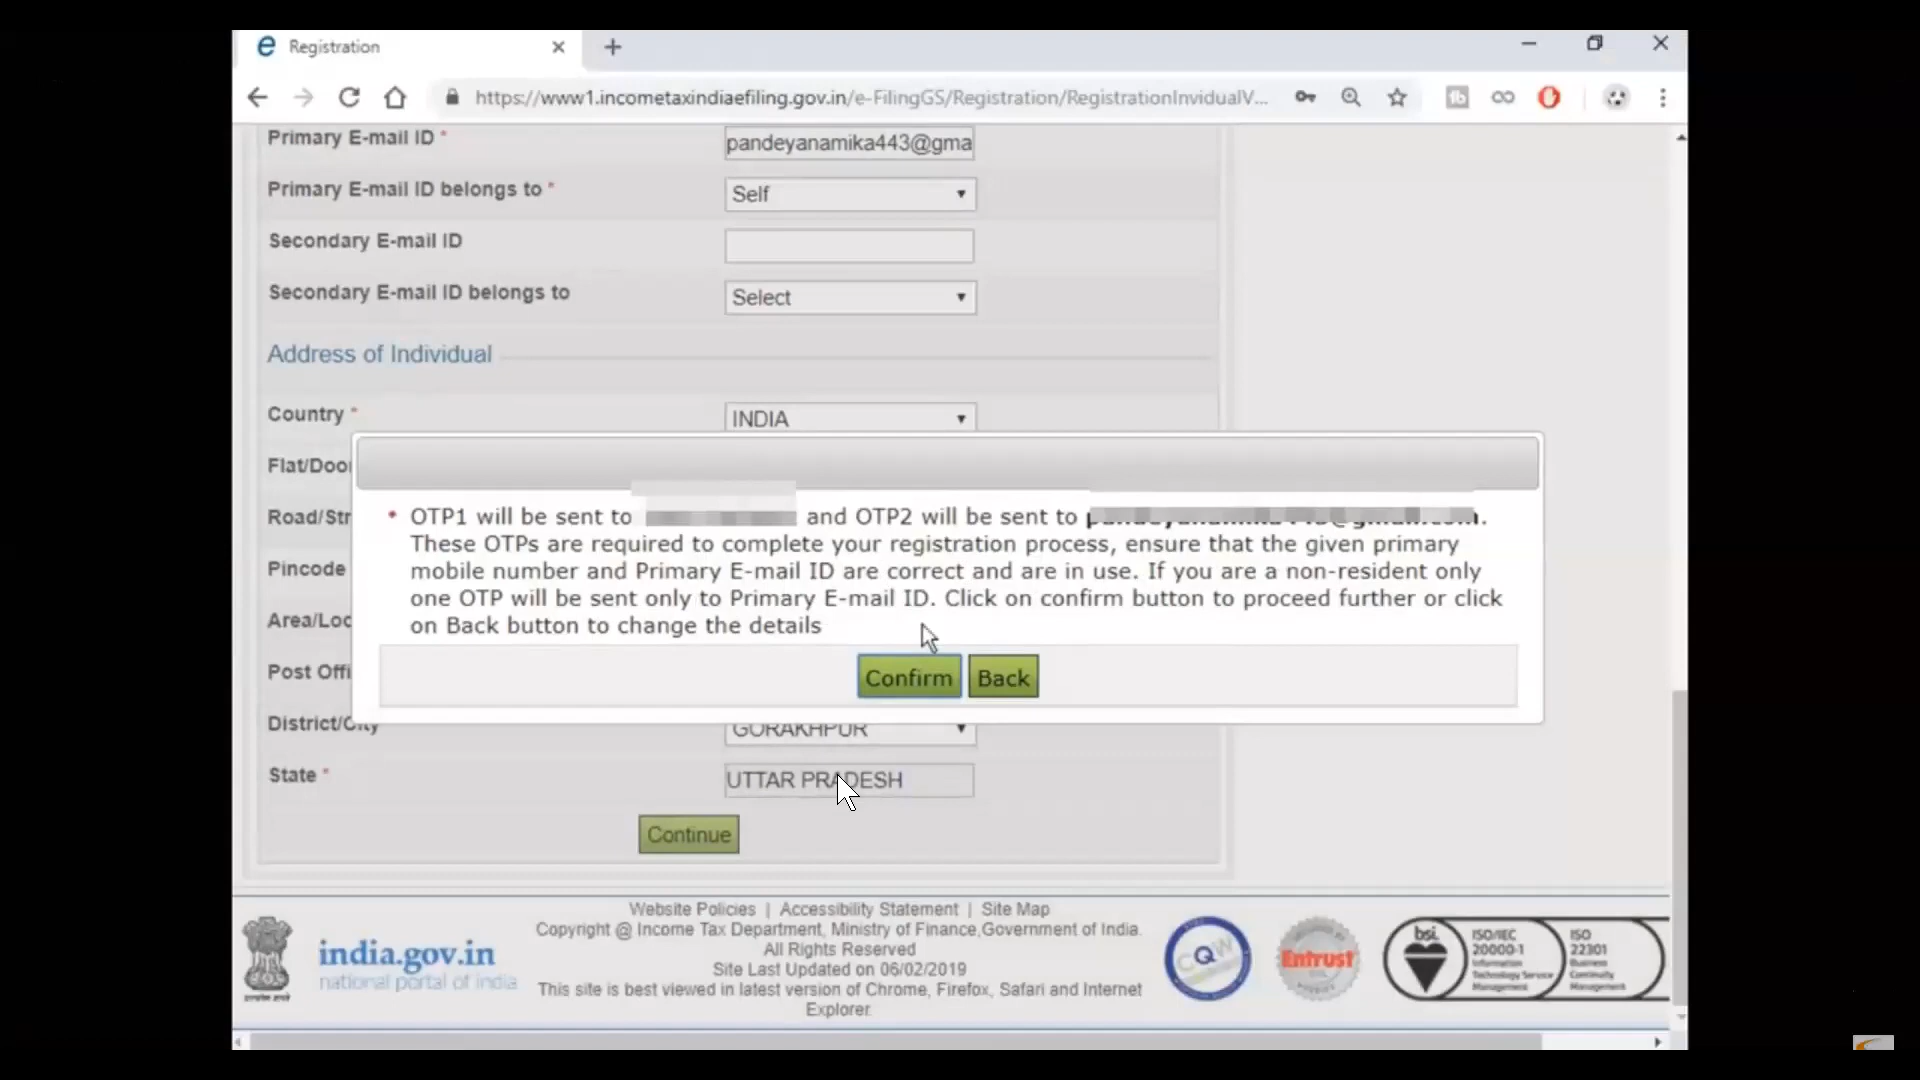 Registration
https://www1.incometaxindiaefiling.gov.in/e-FilingGS/Registration/RegistrationInvidualV...
Primary E-mail ID * pandeyanamika443@gma
Primary E-mail ID belongs to * Self
Secondary E-mail ID
Secondary E-mail ID belongs to Select
Address of Individual
Country * INDIA
Flat/Door
Road/Str
Pincode
Area/Loc
Post Offi
District/City GORAKHPUR
State * UTTAR PRADESH
Continue
* OTP1 will be sent to and OTP2 will be sent to
These OTPs are required to complete your registration process, ensure that the given primary
mobile number and Primary E-mail ID are correct and are in use. If you are a non-resident only
one OTP will be sent only to Primary E-mail ID. Click on confirm button to proceed further or click
on Back button to change the details
Confirm Back
Website Policies | Accessibility Statement | Site Map
Copyright @ Income Tax Department, Ministry of Finance,Government of India.
All Rights Reserved
Site Last Updated on 06/02/2019
This site is best viewed in latest version of Chrome, Firefox, Safari and Internet
Explorer.
india.gov.in
national portal of india
CQW
Entrust
bsi.
ISO/IEC
20000-1
Information
Technology Service
Management
ISO
22301
Business
Continuity
Management